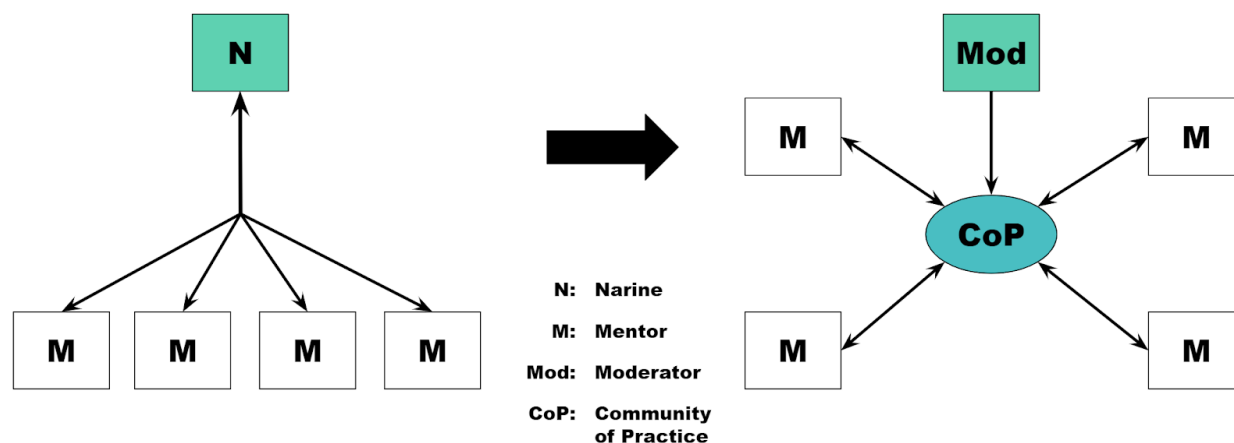 N
M M M M
N: Narine
M: Mentor
Mod: Moderator
CoP: Community
of Practice
Mod
M M
CoP
M M